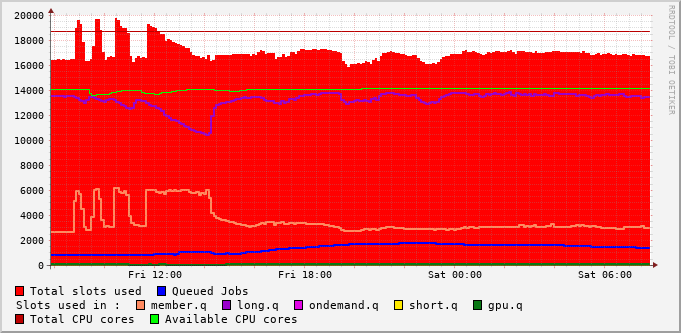 20000
18000
16000
14000
12000
10000
8000
6000
4000
2000
0
Fri 12:00 Fri 18:00 Sat 00:00 Sat 06:00
Total slots used Queued Jobs
Slots used in : member.q long.q ondemand.q short.q gpu.q
Total CPU cores Available CPU cores
RRDTOOL / TOBI OETIKER